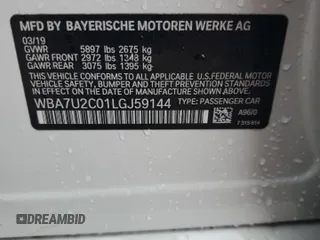 MFD BY BAYERISCHE MOTOREN WERKE AG
03/19
GVWR 5897 lbs 2675 kg
GAWR FRONT 2972 lbs 1348 kg
GAWR REAR 3075 lbs 1395 kg
THIS VEHICLE CONFORMS TO ALL APPLICABLE FEDERAL MOTOR
VEHICLE SAFETY, BUMPER, AND THEFT PREVENTION STANDARDS
IN EFFECT ON THE DATE OF MANUFACTURE SHOWN ABOVE.
WBA7U2C01LGJ59144 TYPE: PASSENGER CAR
A96/0
DREAMBID